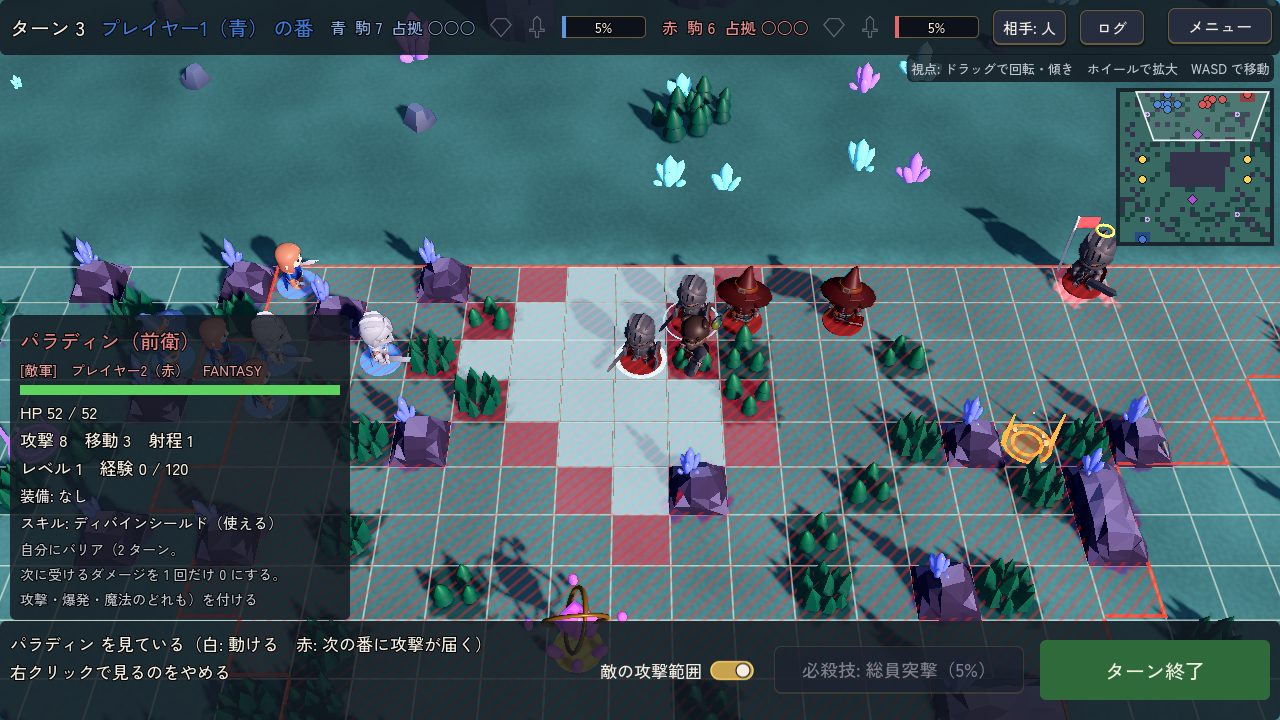 ターン 3 プレイヤー1（青） の番 青 駒 7 占拠 〇〇〇 5% 赤 駒 6 占拠 〇〇〇 5% 相手: 人 ログ メニュー
視点: ドラッグで回転・傾き ホイールで拡大 WASD で移動
パラディン（前衛）
[敵軍] プレイヤー2（赤） FANTASY
HP 52 / 52
攻撃 8 移動 3 射程 1
レベル 1 経験 0 / 120
装備: なし
スキル: ディバインシールド（使える）
自分にバリア（2 ターン。
次に受けるダメージを 1 回だけ 0 にする。
攻撃・爆発・魔法のどれも）を付ける
パラディン を見ている（白: 動ける 赤: 次の番に攻撃が届く）
右クリックで見るのをやめる
敵の攻撃範囲
必殺技: 総員突撃（5%）
ターン終了